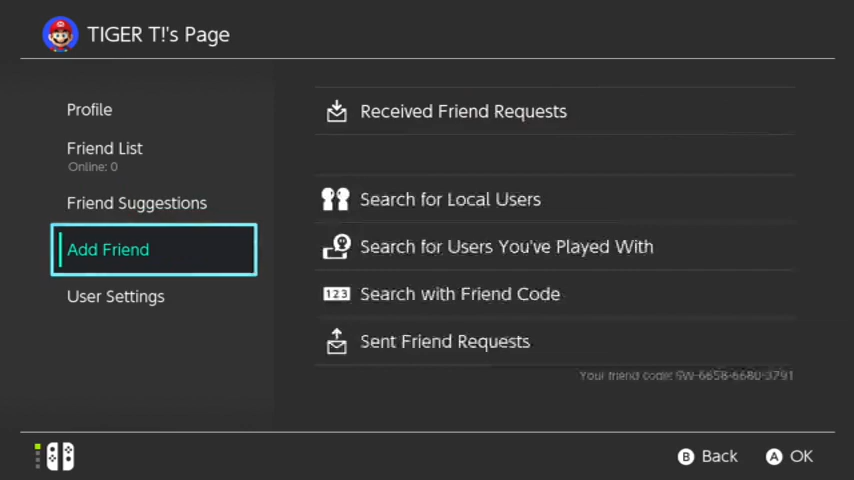 TIGER T!'s Page
Profile
Friend List
Online: 0
Friend Suggestions
Add Friend
User Settings
Received Friend Requests
Search for Local Users
Search for Users You've Played With
123 Search with Friend Code
Sent Friend Requests
Your friend code: SW-6658-6680-3791
B Back
A OK